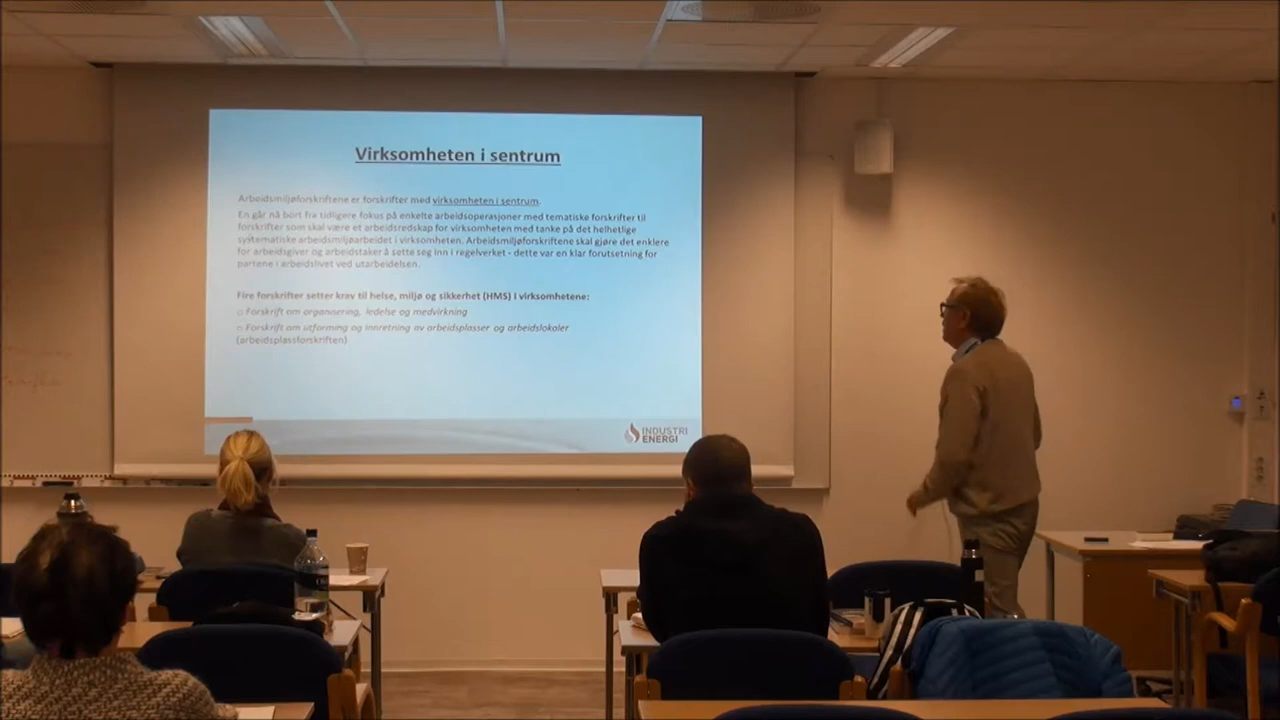 Virksomheten i sentrum
Arbeidsmiljøforskriftene er forskrifter med virksomheten i sentrum.
En går nå bort fra tidligere fokus på enkelte arbeidsoperasjoner med tematiske forskrifter til
forskrifter som skal være et arbeidsredskap for virksomheten med tanke på det helhetlige
systematiske arbeidsmiljøarbeidet i virksomheten. Arbeidsmiljøforskriftene skal gjøre det enklere
for arbeidsgiver og arbeidstaker å sette seg inn i regelverket - dette var en klar forutsetning for
partene i arbeidslivet ved utarbeidelsen.
Fire forskrifter setter krav til helse, miljø og sikkerhet (HMS) i virksomhetene:
o Forskrift om organisering, ledelse og medvirkning
o Forskrift om utforming og innretning av arbeidsplasser og arbeidslokaler
(arbeidsplassforskriften)
INDUSTRI
ENERGI